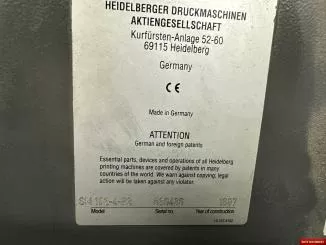 HEIDELBERGER DRUCKMASCHINEN
AKTIENGESELLSCHAFT
Kurfürsten-Anlage 52-60
69115 Heidelberg
Germany
CE
Made in Germany
ATTENTION
German and foreign patents
Essential parts, devices and operations of all Heidelberg
printing machines are covered by patents in many
countries of the world. We warn against copying; legal
action will be taken against any violation.
Model Serial no. Year of construction